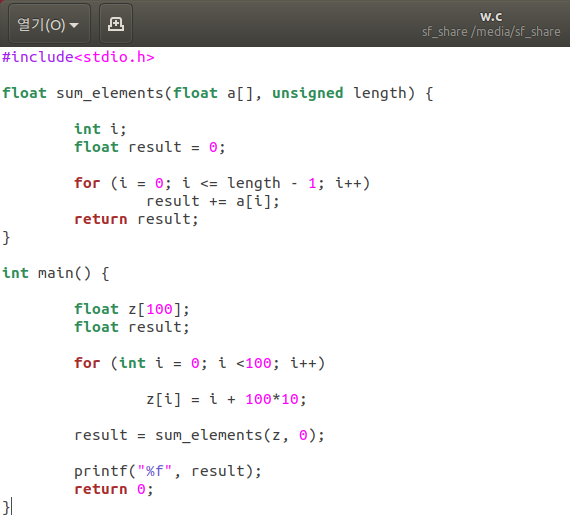 열기(O)
w.c
sf_share /media/sf_share
#include<stdio.h>
float sum_elements(float a[], unsigned length) {
int i;
float result = 0;
for (i = 0; i <= length - 1; i++)
result += a[i];
return result;
}
int main() {
float z[100];
float result;
for (int i = 0; i <100; i++)
z[i] = i + 100*10;
result = sum_elements(z, 0);
printf("%f", result);
return 0;
}